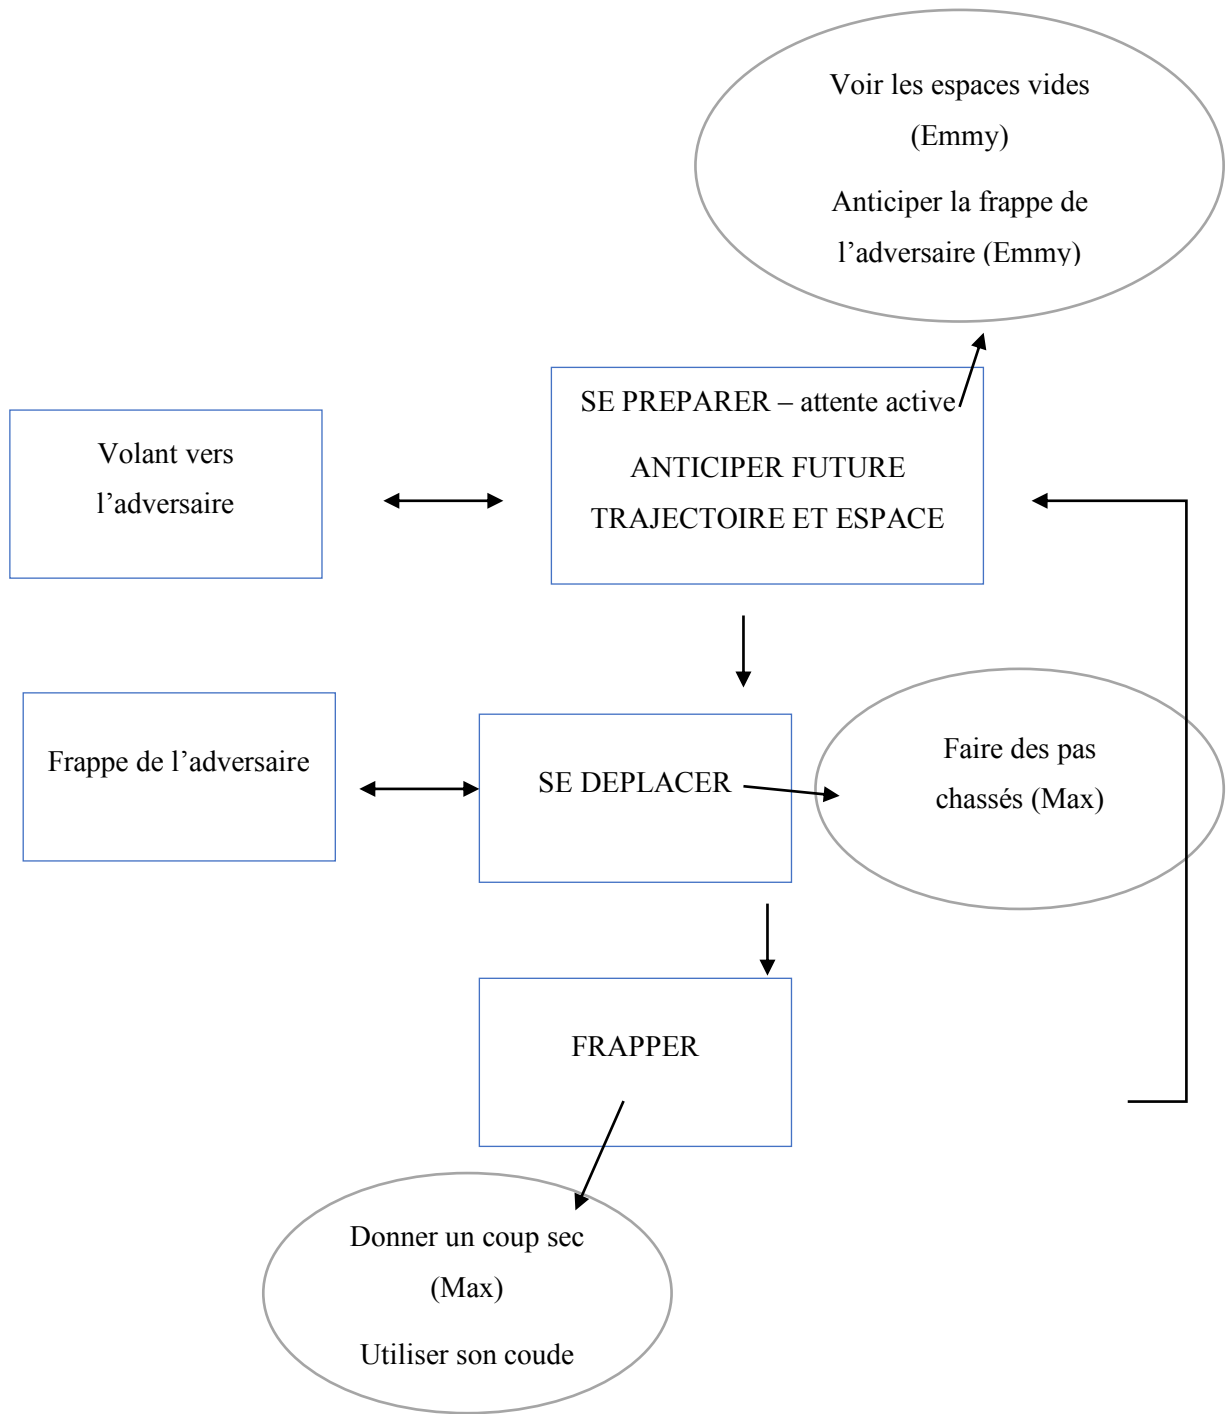 Voir les espaces vides
(Emmy)
Anticiper la frappe de
l’adversaire (Emmy)
SE PREPARER – attente active
ANTICIPER FUTURE
TRAJECTOIRE ET ESPACE
Volant vers
l’adversaire
Frappe de l’adversaire
SE DEPLACER
Faire des pas
chassés (Max)
FRAPPER
Donner un coup sec
(Max)
Utiliser son coude